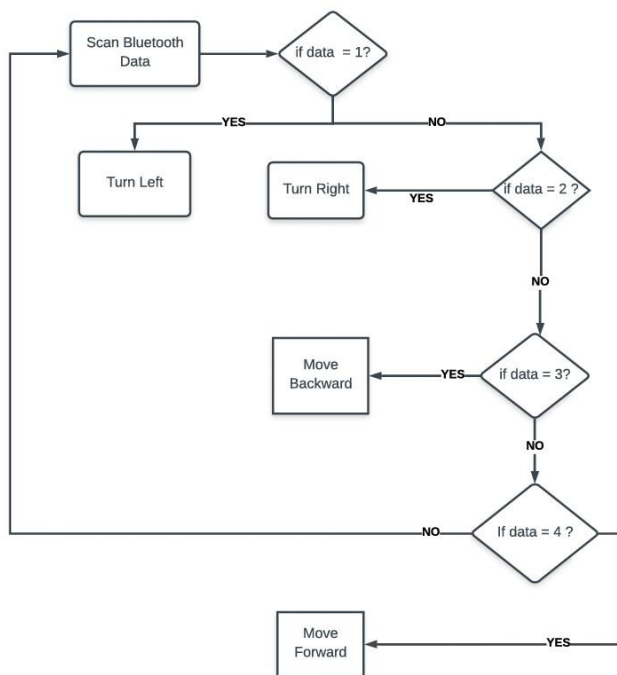 Scan Bluetooth
Data
if data = 1?
YES
NO
Turn Left
Turn Right
YES
if data = 2 ?
NO
Move
Backward
YES
if data = 3?
NO
NO
If data = 4 ?
Move
Forward
YES